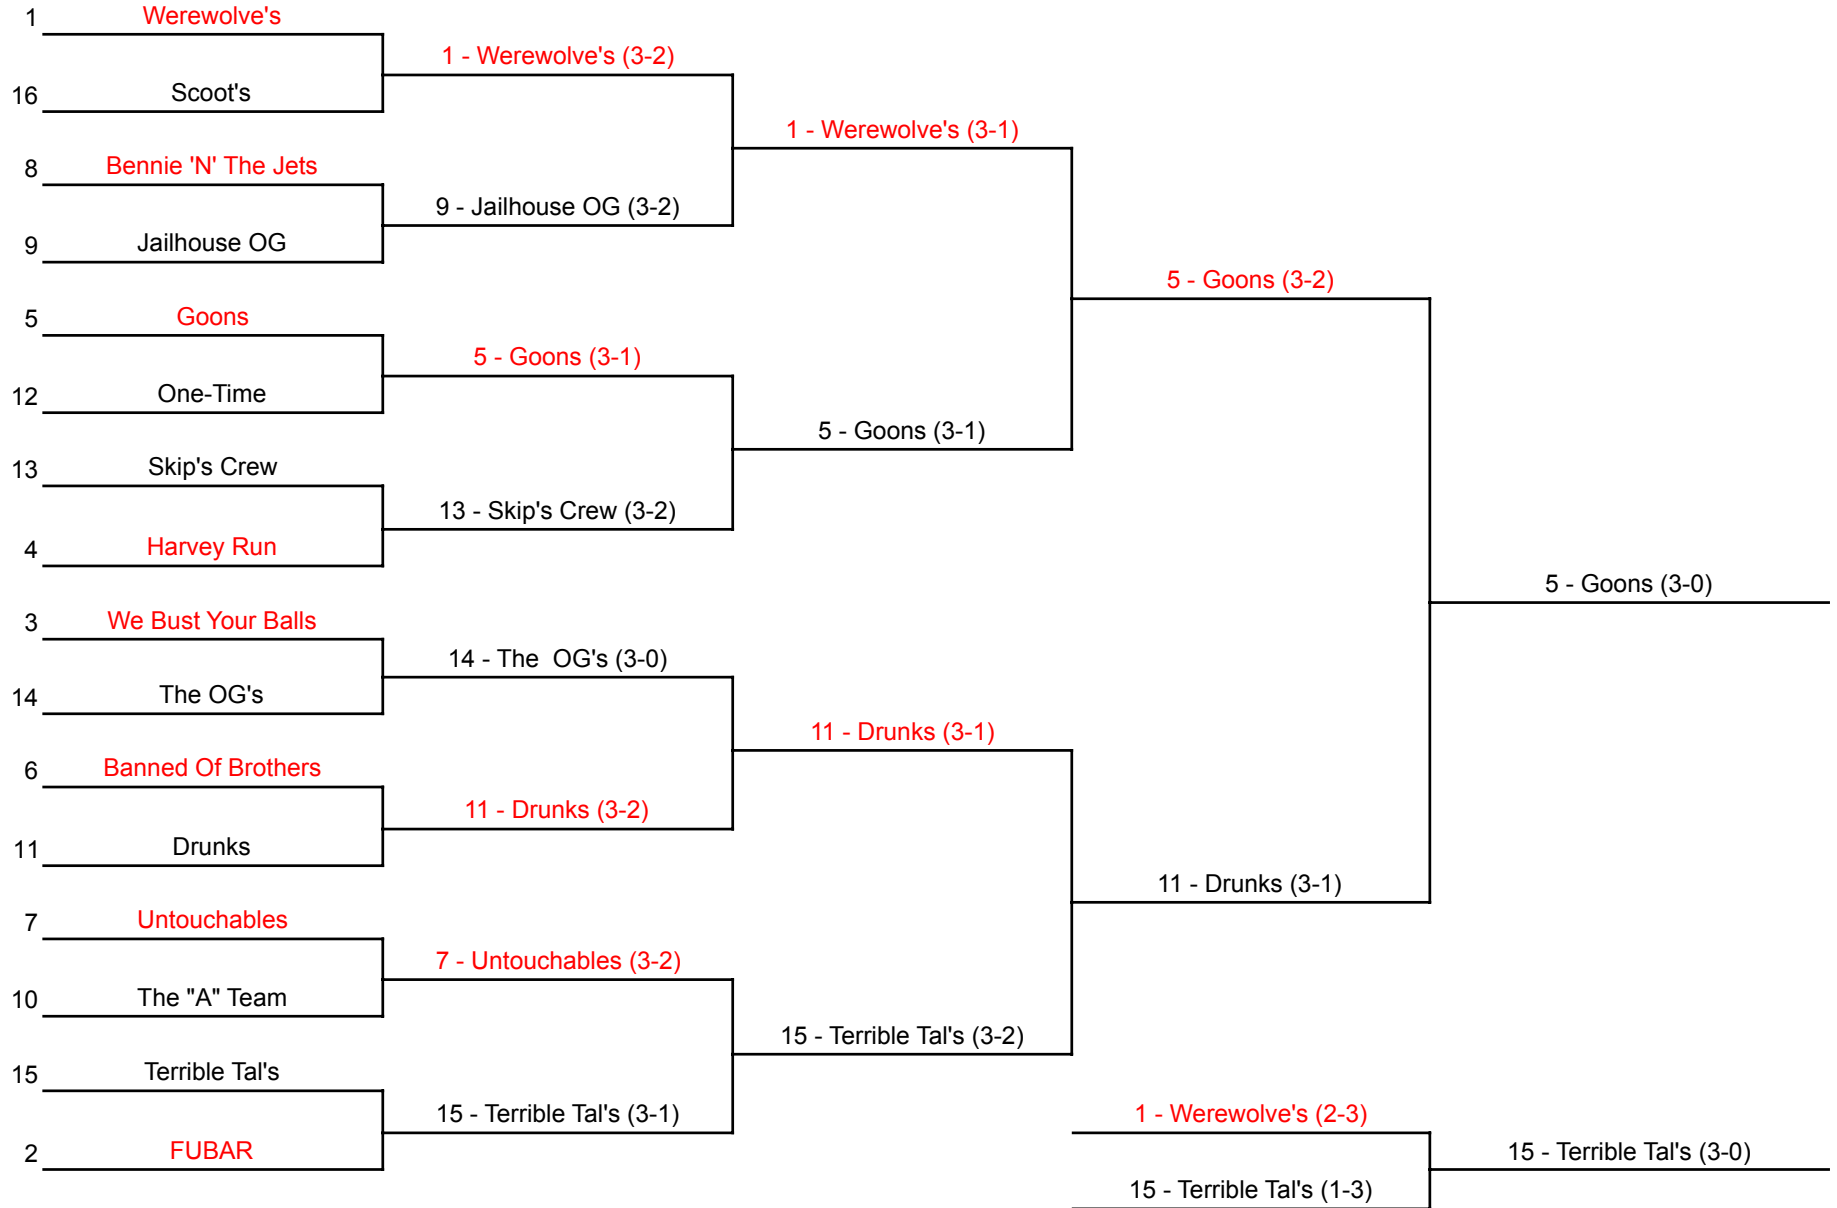 1 Werewolve's
16 Scoot's
8 Bennie 'N' The Jets
9 Jailhouse OG
5 Goons
12 One-Time
13 Skip's Crew
4 Harvey Run
3 We Bust Your Balls
14 The OG's
6 Banned Of Brothers
11 Drunks
7 Untouchables
10 The "A" Team
15 Terrible Tal's
2 FUBAR
1 - Werewolve's (3-2)
9 - Jailhouse OG (3-2)
5 - Goons (3-1)
13 - Skip's Crew (3-2)
14 - The  OG's (3-0)
11 - Drunks (3-2)
7 - Untouchables (3-2)
15 - Terrible Tal's (3-1)
1 - Werewolve's (3-1)
5 - Goons (3-1)
11 - Drunks (3-1)
15 - Terrible Tal's (3-2)
5 - Goons (3-2)
11 - Drunks (3-1)
1 - Werewolve's (2-3)
15 - Terrible Tal's (1-3)
5 - Goons (3-0)
15 - Terrible Tal's (3-0)